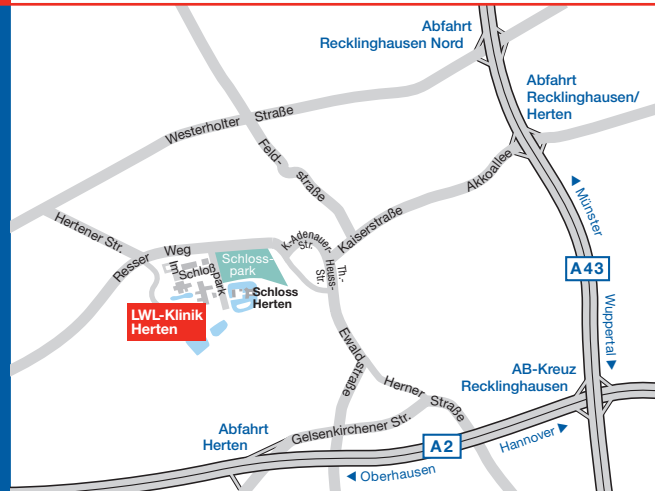 Abfahrt
Recklinghausen Nord
Abfahrt
Recklinghausen/
Herten
Westerholter Straße
Feld-
straße
Akkoallee
Münster
Hertener Str.
Kaiserstraße
K-Adenauer-
Str.
Resser Weg
Im Schloß
park
Schloss-
park
Th.-
Heuss-
Str.
A43
Schloss
Herten
LWL-Klinik
Herten
Wuppertal
Ewaldstraße
AB-Kreuz
Recklinghausen
Herner Straße
Abfahrt
Herten
Gelsenkirchener Str.
A2
Hannover
Oberhausen